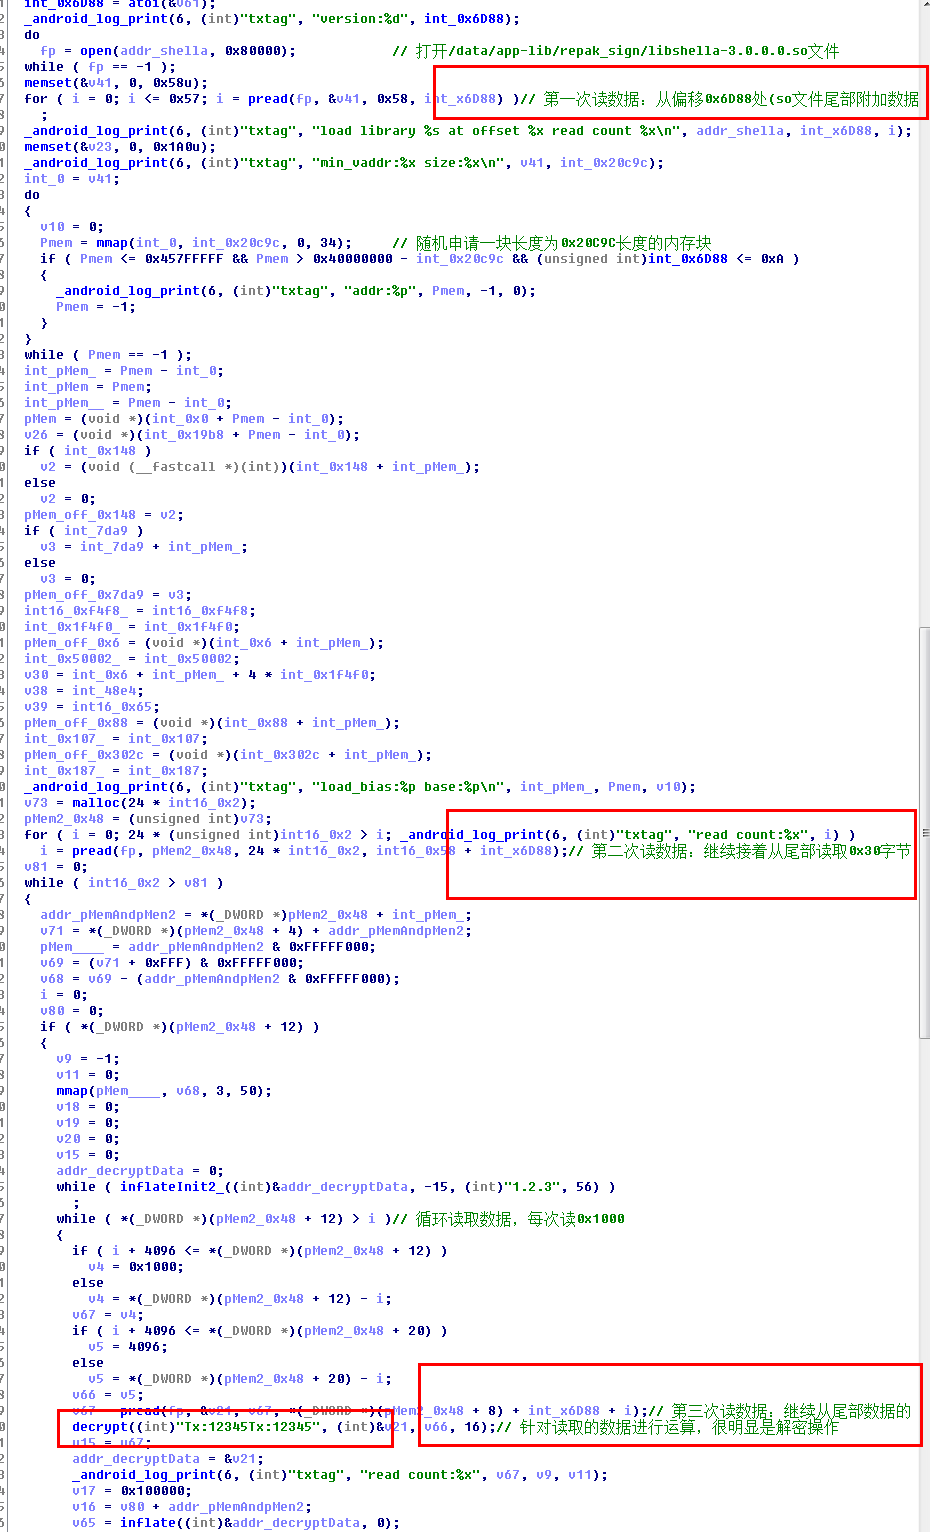 int_0x6D88 = atoi(&v61);
_android_log_print(6, (int)"txtag", "version:%d", int_0x6D88);
do
fp = open(addr_shella, 0x80000); // 打开/data/app-lib/repak_sign/libshella-3.0.0.0.so文件
while ( fp == -1 );
memset(&v41, 0, 0x58u);
for ( i = 0; i <= 0x57; i = pread(fp, &v41, 0x58, int_x6D88) )// 第一次读数据：从偏移0x6D88处(so文件尾部附加数据
;
_android_log_print(6, (int)"txtag", "load library %s at offset %x read count %x\n", addr_shella, int_x6D88, i);
memset(&v23, 0, 0x1A0u);
_android_log_print(6, (int)"txtag", "min_vaddr:%x size:%x\n", v41, int_0x20c9c);
int_0 = v41;
do
{
v10 = 0;
Pmem = mmap(int_0, int_0x20c9c, 0, 34); // 随机申请一块长度为0x20C9C长度的内存块
if ( Pmem <= 0x457FFFFF && Pmem > 0x40000000 - int_0x20c9c && (unsigned int)int_0x6D88 <= 0xA )
{
_android_log_print(6, (int)"txtag", "addr:%p", Pmem, -1, 0);
Pmem = -1;
}
}
while ( Pmem == -1 );
int_pMem_ = Pmem - int_0;
int_pMem = Pmem;
int_pMem__ = Pmem - int_0;
pMem = (void *)(int_0x0 + Pmem - int_0);
v26 = (void *)(int_0x19b8 + Pmem - int_0);
if ( int_0x148 )
v2 = (void (__fastcall *)(int))(int_0x148 + int_pMem_);
else
v2 = 0;
pMem_off_0x148 = v2;
if ( int_7da9 )
v3 = int_7da9 + int_pMem_;
else
v3 = 0;
pMem_off_0x7da9 = v3;
int16_0xf4f8_ = int16_0xf4f8;
int_0x1f4f0_ = int_0x1f4f0;
pMem_off_0x6 = (void *)(int_0x6 + int_pMem_);
int_0x50002_ = int_0x50002;
v30 = int_0x6 + int_pMem_ + 4 * int_0x1f4f0;
v38 = int_48e4;
v39 = int16_0x65;
pMem_off_0x88 = (void *)(int_0x88 + int_pMem_);
int_0x107_ = int_0x107;
pMem_off_0x302c = (void *)(int_0x302c + int_pMem_);
int_0x187_ = int_0x187;
_android_log_print(6, (int)"txtag", "load_bias:%p base:%p\n", int_pMem_, Pmem, v10);
v73 = malloc(24 * int16_0x2);
pMem2_0x48 = (unsigned int)v73;
for ( i = 0; 24 * (unsigned int)int16_0x2 > i; _android_log_print(6, (int)"txtag", "read count:%x", i) )
i = pread(fp, pMem2_0x48, 24 * int16_0x2, int16_0x58 + int_x6D88);// 第二次读数据：继续接着从尾部读取0x30字节
v81 = 0;
while ( int16_0x2 > v81 )
{
addr_pMemAndpMen2 = *(_DWORD *)pMem2_0x48 + int_pMem_;
v71 = *(_DWORD *)(pMem2_0x48 + 4) + addr_pMemAndpMen2;
pMem____ = addr_pMemAndpMen2 & 0xFFFFF000;
v69 = (v71 + 0xFFF) & 0xFFFFF000;
v68 = v69 - (addr_pMemAndpMen2 & 0xFFFFF000);
i = 0;
v80 = 0;
if ( *(_DWORD *)(pMem2_0x48 + 12) )
{
v9 = -1;
v11 = 0;
mmap(pMem____, v68, 3, 50);
v18 = 0;
v19 = 0;
v20 = 0;
v15 = 0;
addr_decryptData = 0;
while ( inflateInit2_((int)&addr_decryptData, -15, (int)"1.2.3", 56) )
;
while ( *(_DWORD *)(pMem2_0x48 + 12) > i )// 循环读取数据，每次读0x1000
{
if ( i + 4096 <= *(_DWORD *)(pMem2_0x48 + 12) )
v4 = 0x1000;
else
v4 = *(_DWORD *)(pMem2_0x48 + 12) - i;
v67 = v4;
if ( i + 4096 <= *(_DWORD *)(pMem2_0x48 + 20) )
v5 = 4096;
else
v5 = *(_DWORD *)(pMem2_0x48 + 20) - i;
v66 = v5;
v67 = pread(fp, &v21, v67, *(_DWORD *)(pMem2_0x48 + 8) + int_x6D88 + i);// 第三次读数据：继续从尾部数据的
decrypt((int)"Tx:12345Tx:12345", (int)&v21, v66, 16);// 针对读取的数据进行运算，很明显是解密操作
v15 = v67;
addr_decryptData = &v21;
_android_log_print(6, (int)"txtag", "read count:%x", v67, v9, v11);
v17 = 0x100000;
v16 = v80 + addr_pMemAndpMen2;
v65 = inflate((int)&addr_decryptData, 0);